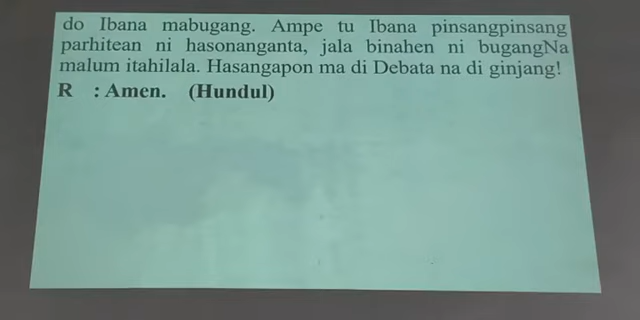 do Ibana mabugang. Ampe tu Ibana pinsangpinsang
parhitean ni hasonanganta, jala binahen ni bugangNa
malum itahilala. Hasangapon ma di Debata na di ginjang!
R : Amen. (Hundul)